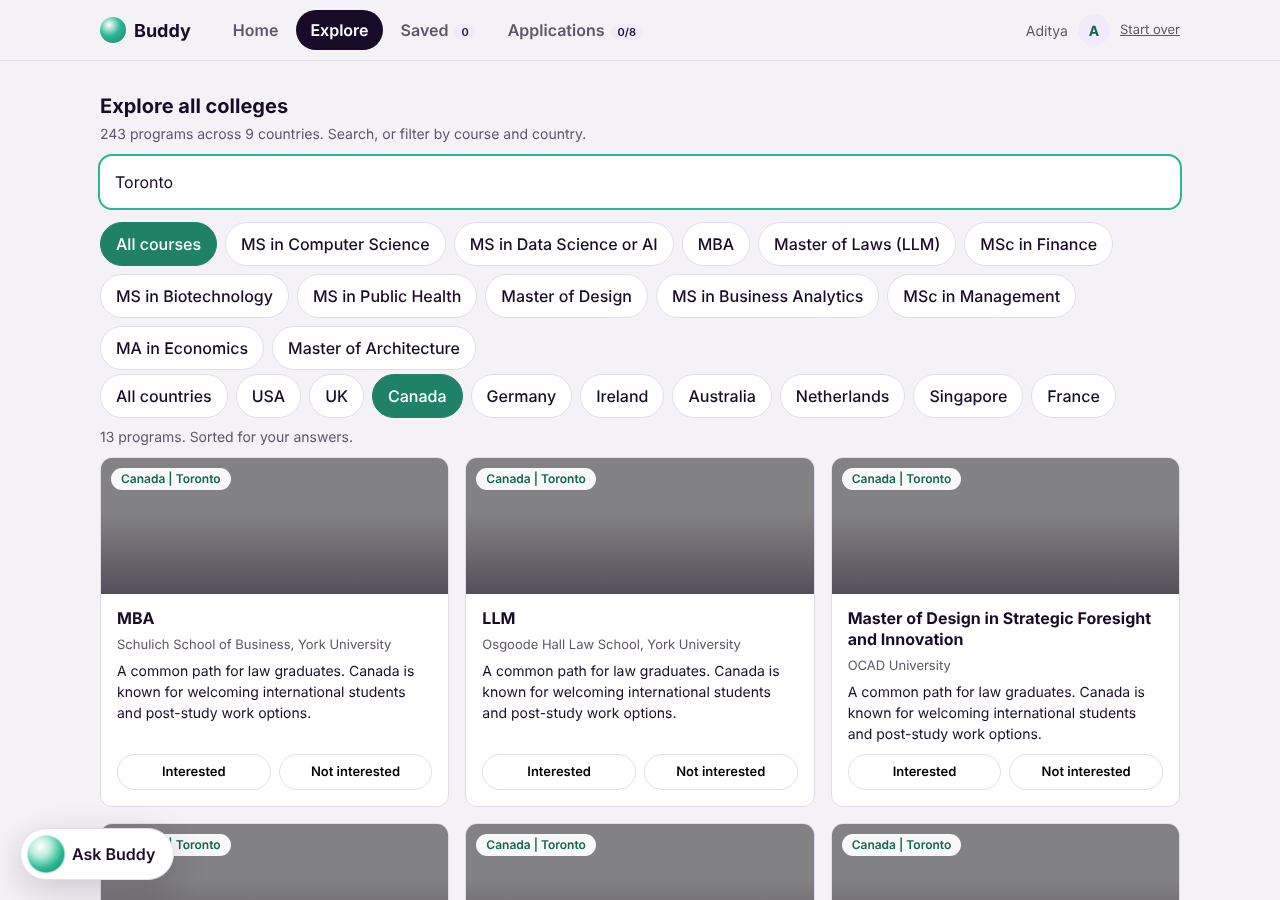 Buddy
Home
Explore
Saved 0
Applications 0/8
Aditya
A
Start over
Explore all colleges
243 programs across 9 countries. Search, or filter by course and country.
Toronto
All courses
MS in Computer Science
MS in Data Science or AI
MBA
Master of Laws (LLM)
MSc in Finance
MS in Biotechnology
MS in Public Health
Master of Design
MS in Business Analytics
MSc in Management
MA in Economics
Master of Architecture
All countries
USA
UK
Canada
Germany
Ireland
Australia
Netherlands
Singapore
France
13 programs. Sorted for your answers.
Canada | Toronto
MBA
Schulich School of Business, York University
A common path for law graduates. Canada is
known for welcoming international students
and post-study work options.
Interested
Not interested
Canada | Toronto
LLM
Osgoode Hall Law School, York University
A common path for law graduates. Canada is
known for welcoming international students
and post-study work options.
Interested
Not interested
Canada | Toronto
Master of Design in Strategic Foresight
and Innovation
OCAD University
A common path for law graduates. Canada is
known for welcoming international students
and post-study work options.
Interested
Not interested
| Toronto
Canada | Toronto
Canada | Toronto
Ask Buddy